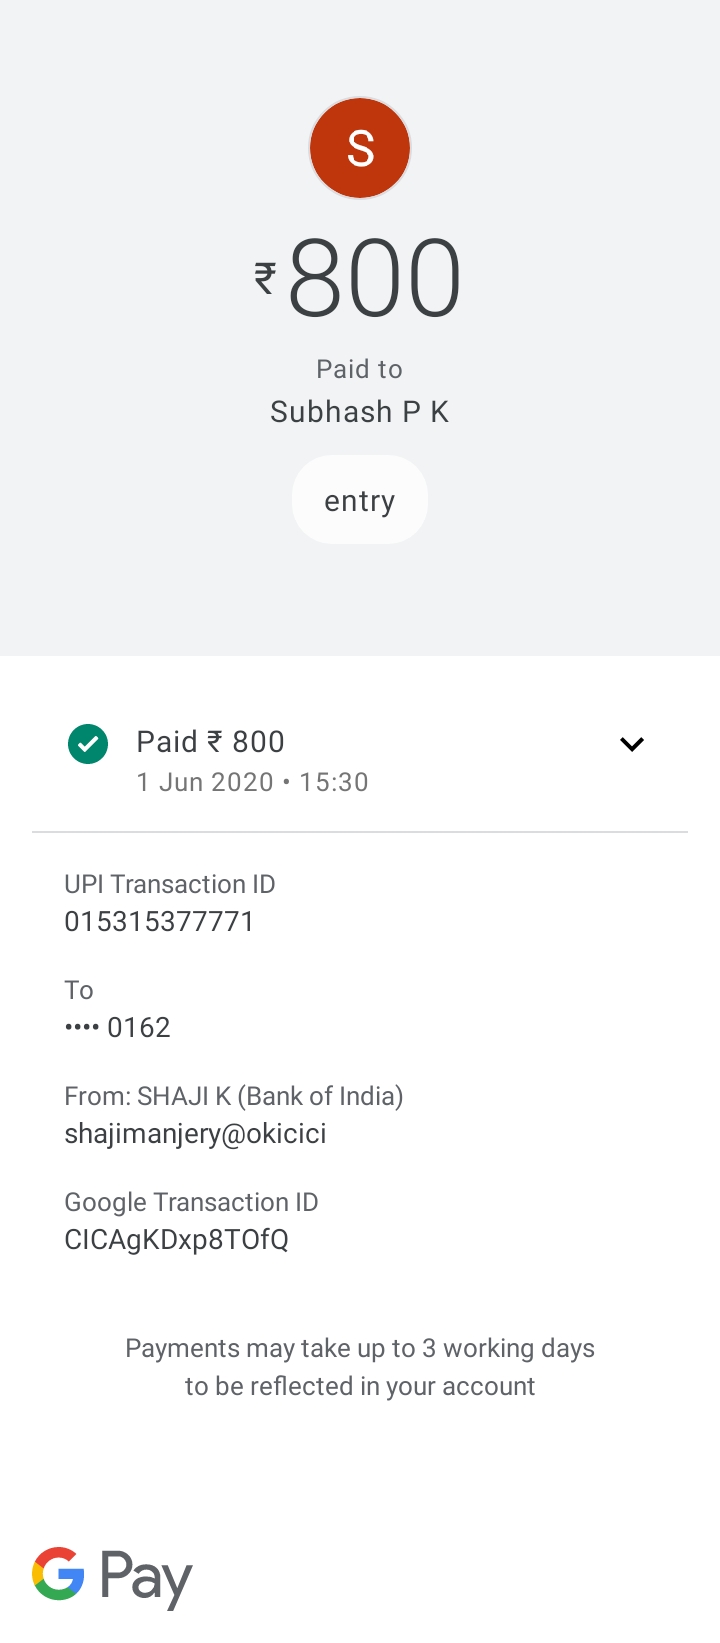 S
₹800
Paid to
Subhash P K
entry
Paid ₹ 800
1 Jun 2020 • 15:30
UPI Transaction ID
015315377771
To
•••• 0162
From: SHAJI K (Bank of India)
shajimanjery@okicici
Google Transaction ID
CICAgKDxp8TOfQ
Payments may take up to 3 working days
to be reflected in your account
G Pay